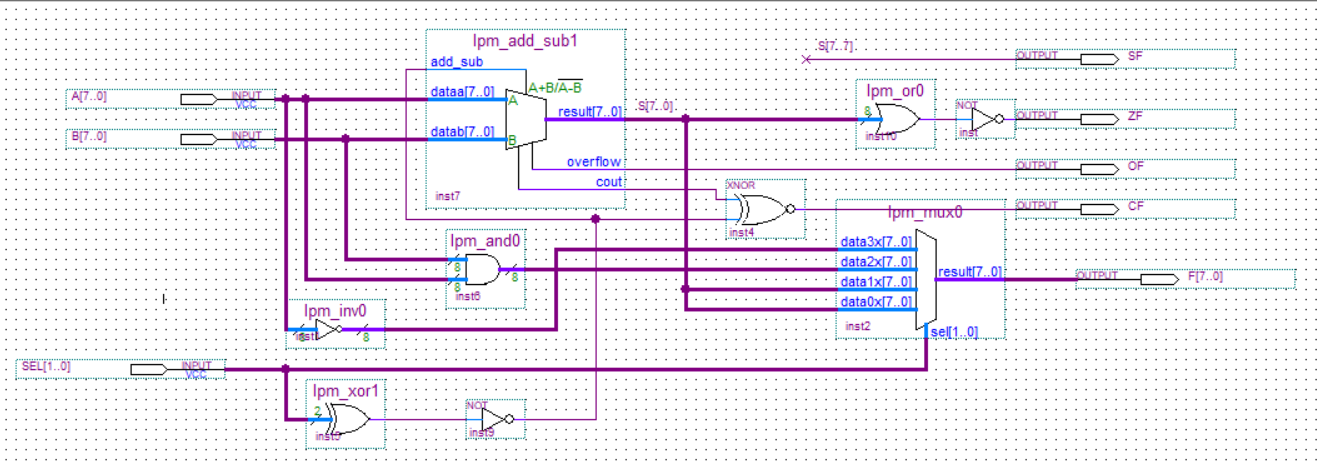 lpm_add_sub1
add_sub
A+B/A-B
A[7..0]
INPUT
VCC
dataa[7..0]
A
B[7..0]
INPUT
VCC
datab[7..0]
B
result[7..0]
S[7..0]
overflow
cout
inst7
S[7..7]
OUTPUT
SF
lpm_or0
8
inst10
NOT
inst
OUTPUT
ZF
OUTPUT
OF
XNOR
inst4
OUTPUT
CF
lpm_and0
8
8
8
inst6
lpm_mux0
data3x[7..0]
data2x[7..0]
data1x[7..0]
data0x[7..0]
result[7..0]
sel[1..0]
inst2
OUTPUT
F[7..0]
lpm_inv0
8
SEL[1..0]
INPUT
VCC
lpm_xor1
2
NOT
inst9